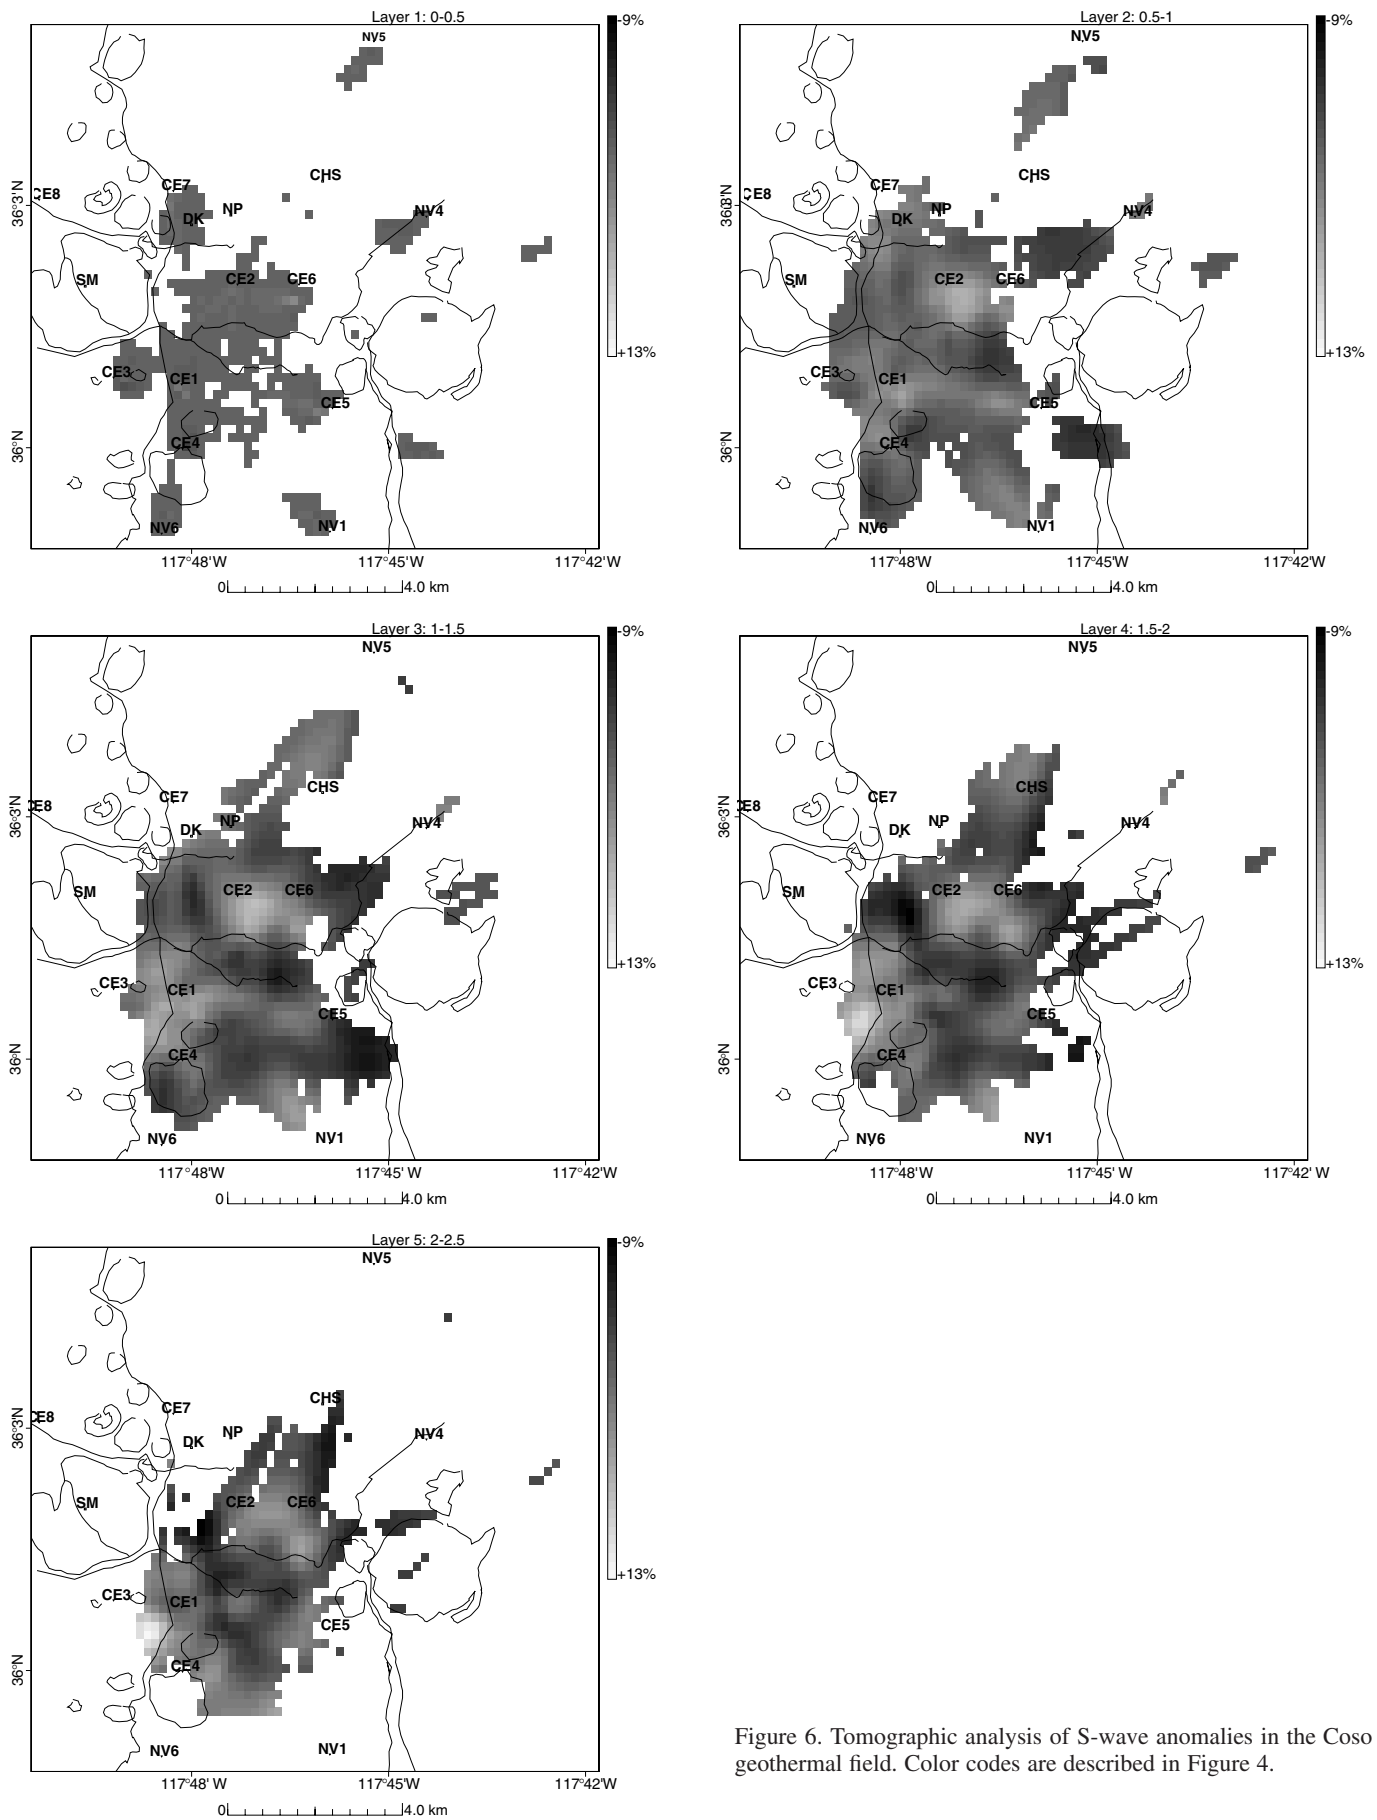 Layer 1: 0-0.5
-9%
NV5
CHS
CE7
CE8
36°3'N
NP
DK
NV4
SM
CE2
CE6
+13%
CE3
CE1
CE5
36°N
CE4
NV6
NV1
117°48'W
117°45'W
117°42'W
0
4.0 km
Layer 2: 0.5-1
-9%
NV5
CHS
CE7
CE8
36°3'N
NP
DK
NV4
SM
CE2
CE6
+13%
CE3
CE1
CE5
36°N
CE4
NV6
NV1
117°48'W
117°45'W
117°42'W
0
4.0 km
Layer 3: 1-1.5
-9%
NV5
CHS
CE7
CE8
36°3'N
NP
DK
NV4
SM
CE2
CE6
+13%
CE3
CE1
CE5
36°N
CE4
NV6
NV1
117°48'W
117°45'W
117°42'W
0
4.0 km
Layer 4: 1.5-2
-9%
NV5
CHS
CE7
CE8
36°3'N
NP
DK
NV4
SM
CE2
CE6
+13%
CE3
CE1
CE5
36°N
CE4
NV6
NV1
117°48'W
117°45'W
117°42'W
0
4.0 km
Layer 5: 2-2.5
-9%
NV5
CHS
CE7
CE8
36°3'N
NP
DK
NV4
SM
CE2
CE6
+13%
CE3
CE1
CE5
36°N
CE4
NV6
NV1
117°48'W
117°45'W
117°42'W
0
4.0 km
Figure 6. Tomographic analysis of S-wave anomalies in the Coso
geothermal field. Color codes are described in Figure 4.